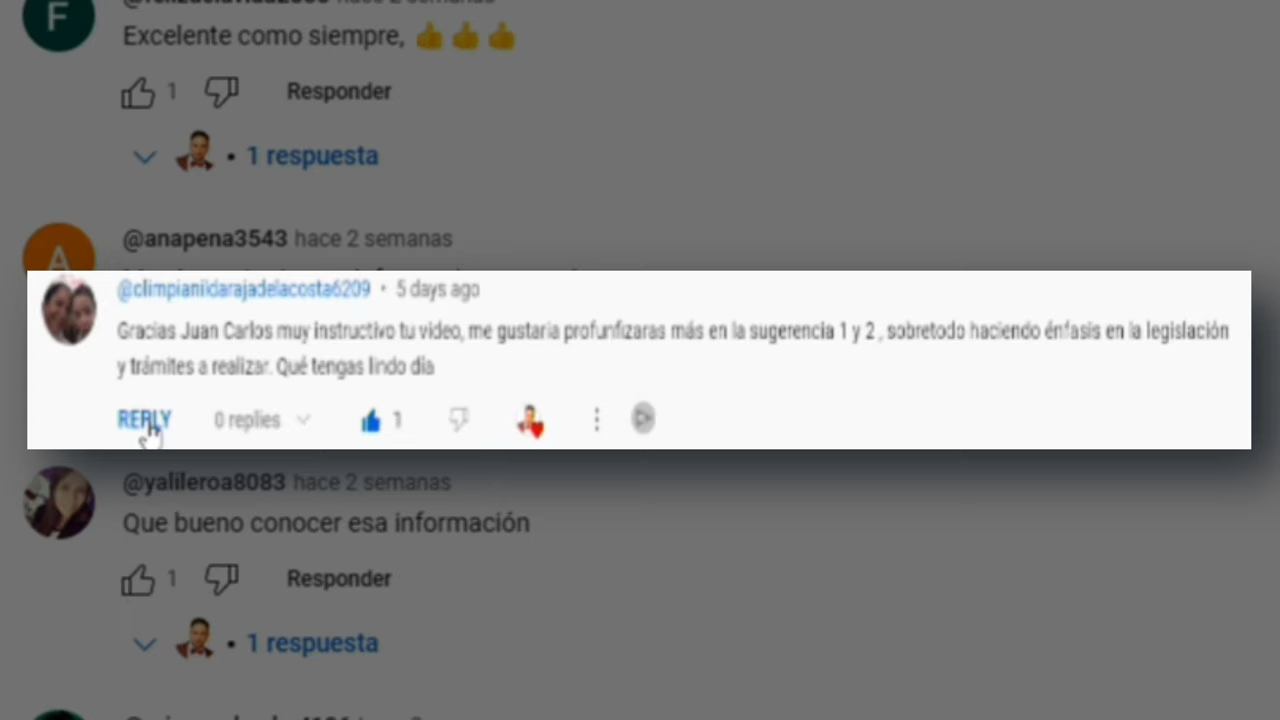 F
Excelente como siempre, 👍👍👍
1 Responder
• 1 respuesta
@anapena3543 hace 2 semanas
A
@climpianildarajadelacosta6209 • 5 days ago
Gracias Juan Carlos muy instructivo tu video, me gustaria profunfizaras más en la sugerencia 1 y 2 , sobretodo haciendo énfasis en la legislación
y trámites a realizar. Qué tengas lindo día
REPLY 0 replies 1
@yalileroa8083 hace 2 semanas
Que bueno conocer esa información
1 Responder
• 1 respuesta